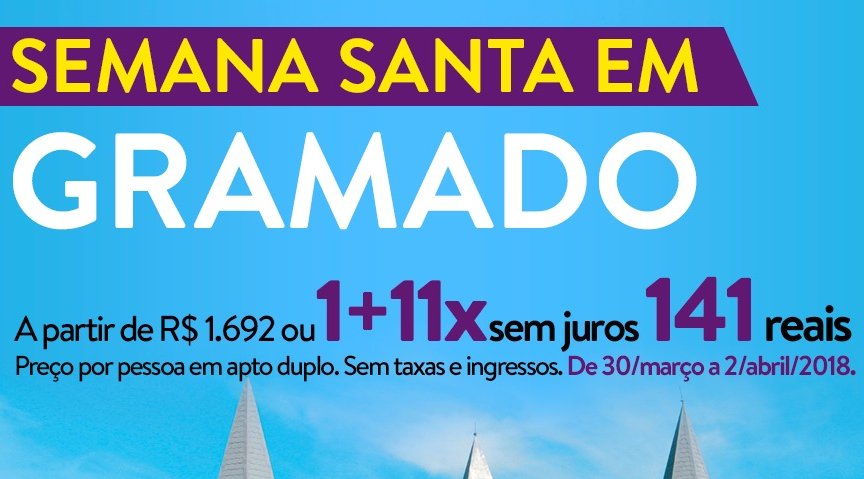 SEMANA SANTA EM
GRAMADO
A partir de R$ 1.692 ou 1+11x sem juros 141 reais
Preço por pessoa em apto duplo. Sem taxas e ingressos. De 30/março a 2/abril/2018.